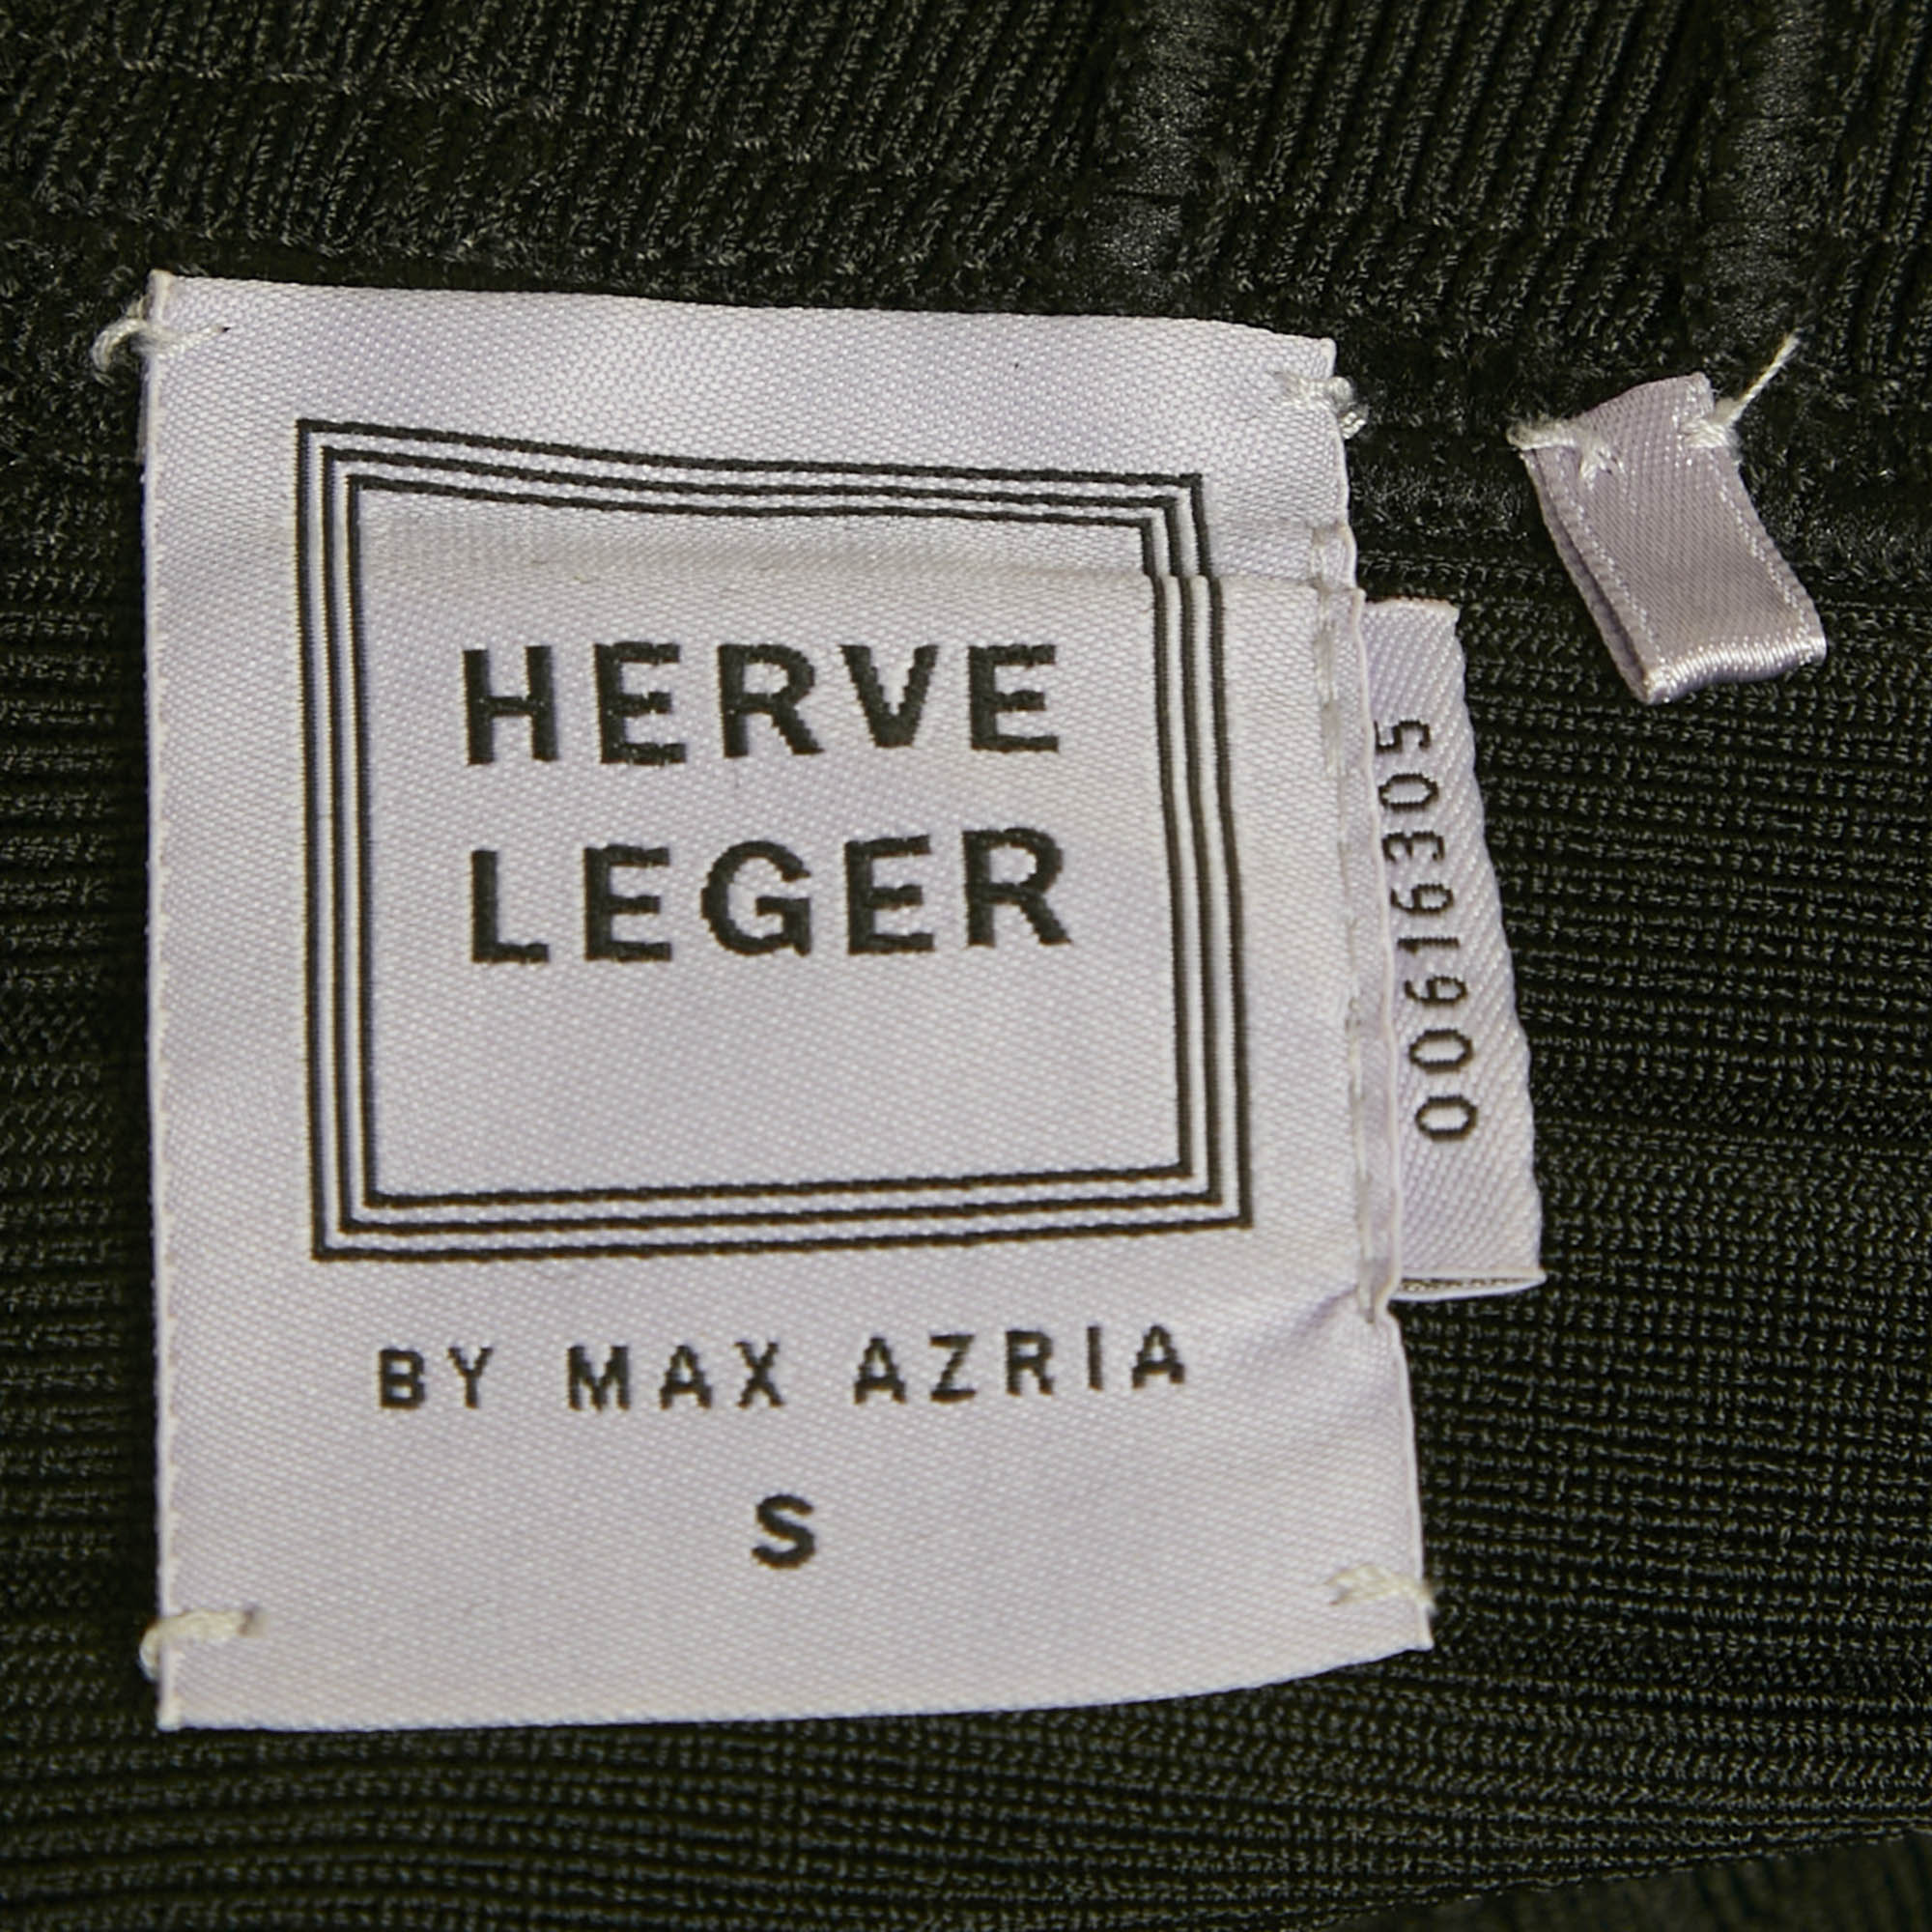 HERVE
LEGER
BY MAX AZRIA
S
00616305